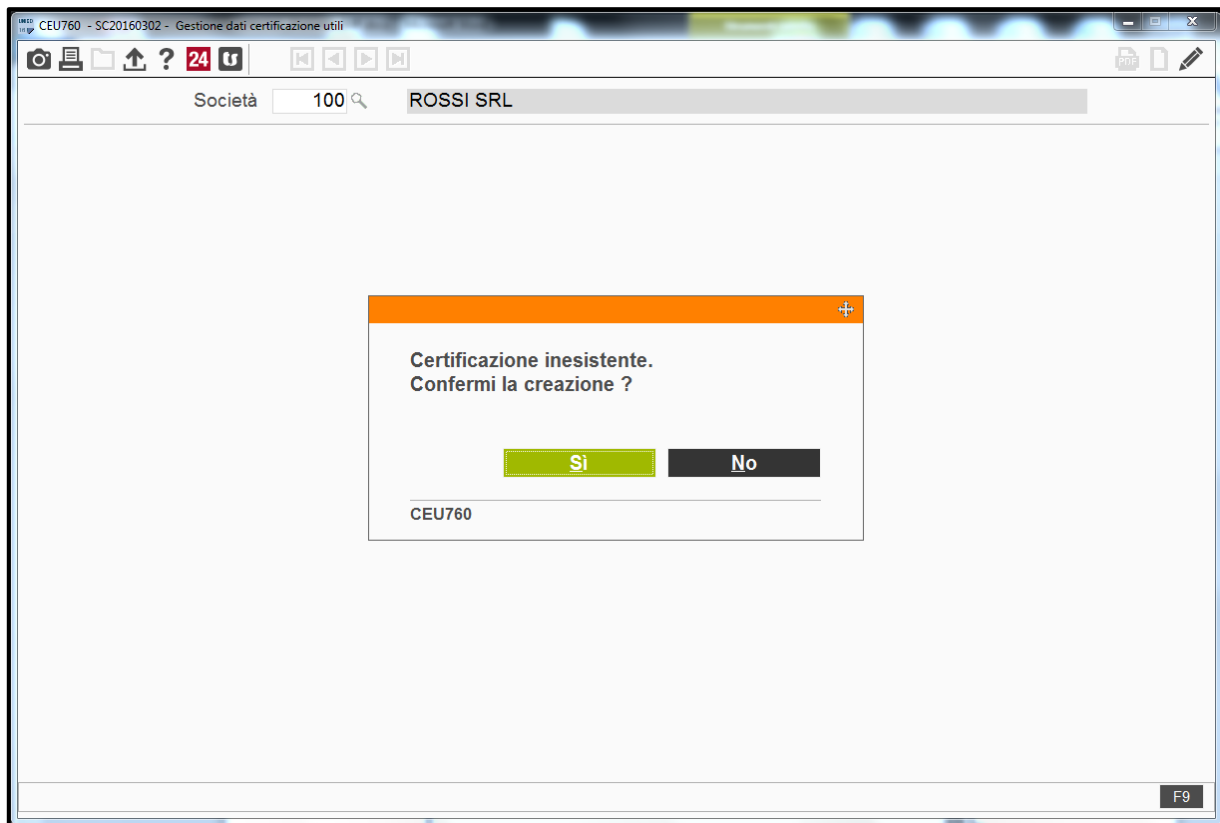 CEU760 - SC20160302 - Gestione dati certificazione utili
? 24
PDF
Società 100 ROSSI SRL
Certificazione inesistente.
Confermi la creazione ?
Sì No
CEU760
F9